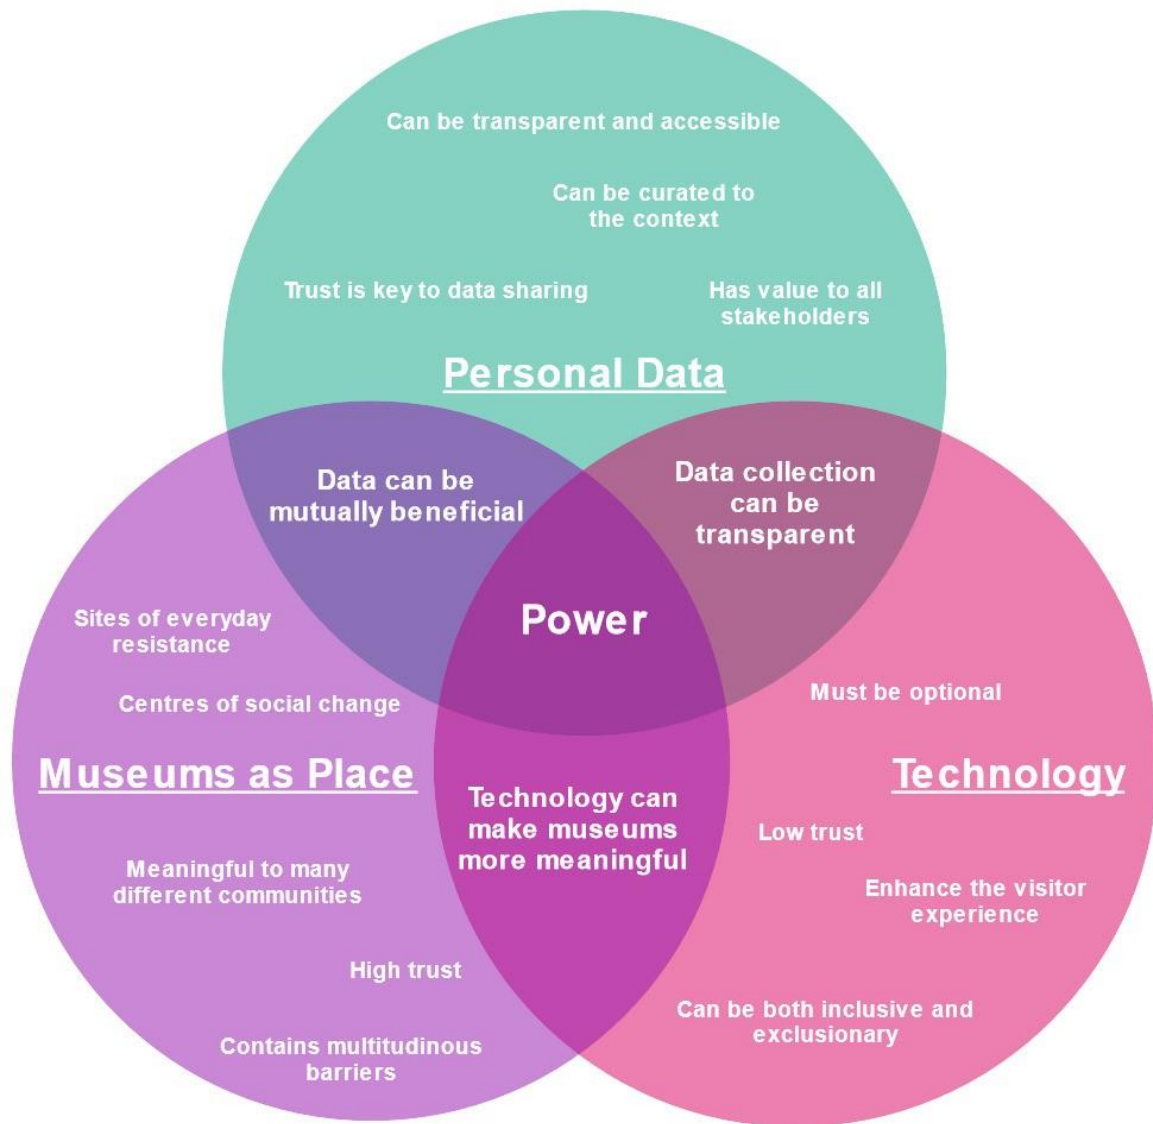 Can be transparent and accessible
Can be curated to
the context
Trust is key to data sharing
Has value to all
stakeholders
Personal Data
Data can be
mutually beneficial
Data collection
can be
transparent
Power
Sites of everyday
resistance
Centres of social change
Museums as Place
Meaningful to many
different communities
High trust
Contains multitudinous
barriers
Technology can
make museums
more meaningful
Must be optional
Technology
Low trust
Enhance the visitor
experience
Can be both inclusive and
exclusionary